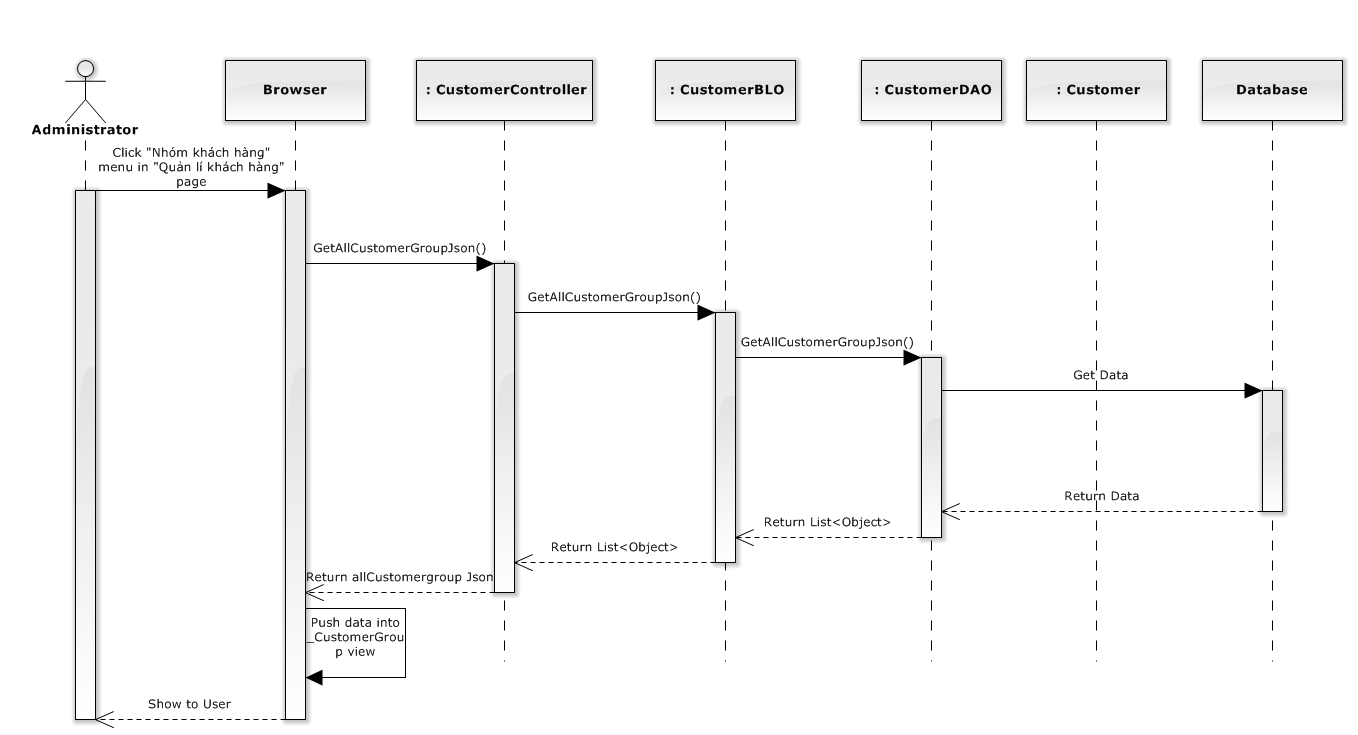 Administrator
Browser
: CustomerController
: CustomerBLO
: CustomerDAO
: Customer
Database
Click "Nhóm khách hàng"
menu in "Quản lí khách hàng"
page
GetAllCustomerGroupJson()
GetAllCustomerGroupJson()
GetAllCustomerGroupJson()
Get Data
Return Data
Return List<Object>
Return List<Object>
Return allCustomergroup Json
Push data into
_CustomerGrou
p view
Show to User